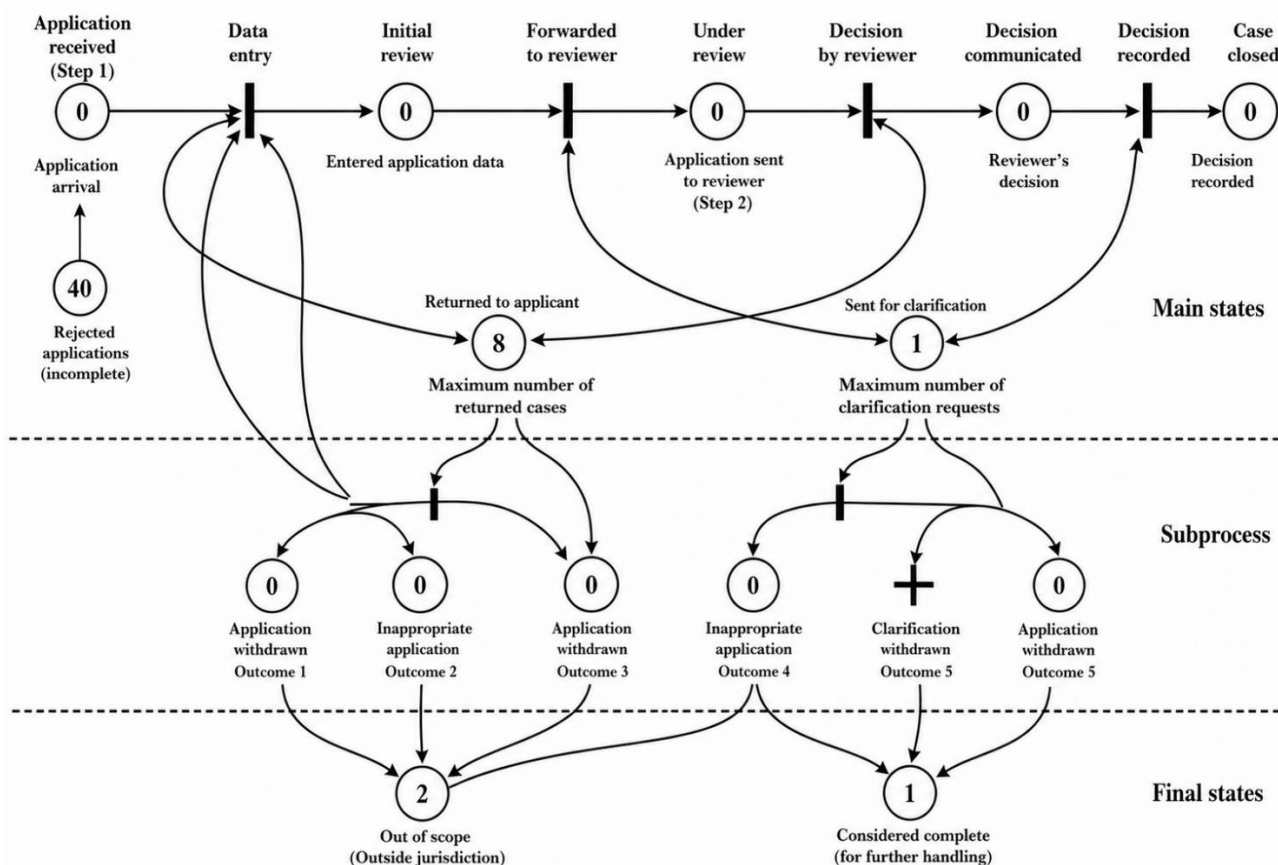 Application
received
(Step 1)
Data
entry
Initial
review
Forwarded
to reviewer
Under
review
Decision
by reviewer
Decision
communicated
Decision
recorded
Case
closed
0
0
0
0
0
Application
arrival
Entered application data
Application sent
to reviewer
(Step 2)
Reviewer's
decision
Decision
recorded
40
Rejected
applications
(incomplete)
Returned to applicant
8
Maximum number of
returned cases
Sent for clarification
1
Maximum number of
clarification requests
Main states
Subprocess
0
0
0
0
0
Application
withdrawn
Outcome 1
Inappropriate
application
Outcome 2
Application
withdrawn
Outcome 3
Inappropriate
application
Outcome 4
Clarification
withdrawn
Outcome 5
Application
withdrawn
Outcome 5
2
Out of scope
(Outside jurisdiction)
1
Considered complete
(for further handling)
Final states